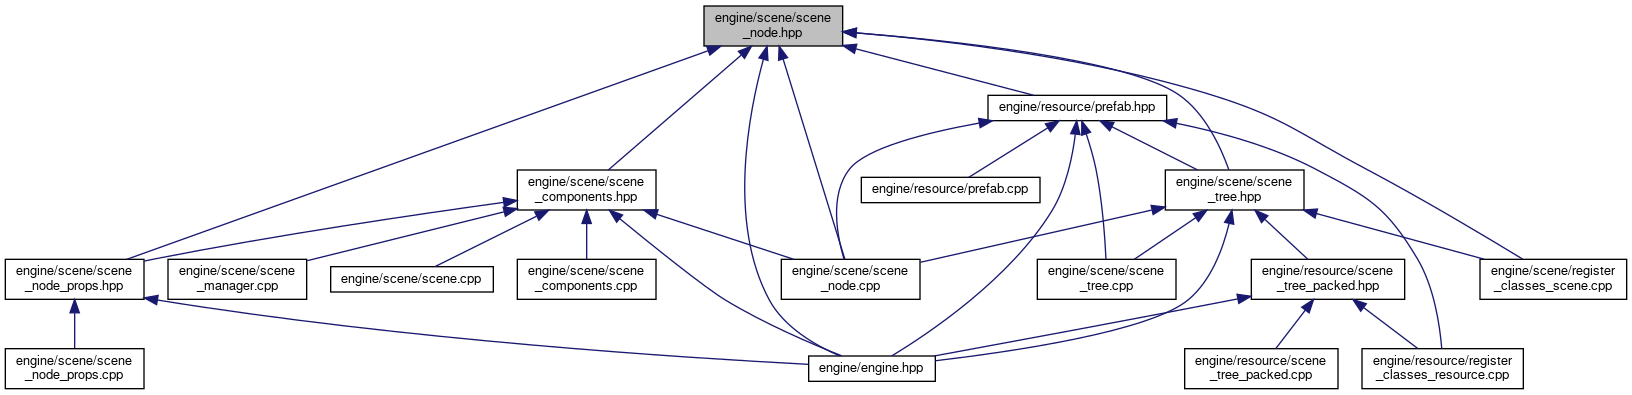 engine/scene/scene
_node.hpp
engine/resource/prefab.hpp
engine/scene/scene
_components.hpp
engine/resource/prefab.cpp
engine/scene/scene
_tree.hpp
engine/scene/scene
_node_props.hpp
engine/scene/scene
_manager.cpp
engine/scene/scene.cpp
engine/scene/scene
_components.cpp
engine/scene/scene
_node.cpp
engine/scene/scene
_tree.cpp
engine/resource/scene
_tree_packed.hpp
engine/scene/register
_classes_scene.cpp
engine/scene/scene
_node_props.cpp
engine/engine.hpp
engine/resource/scene
_tree_packed.cpp
engine/resource/register
_classes_resource.cpp